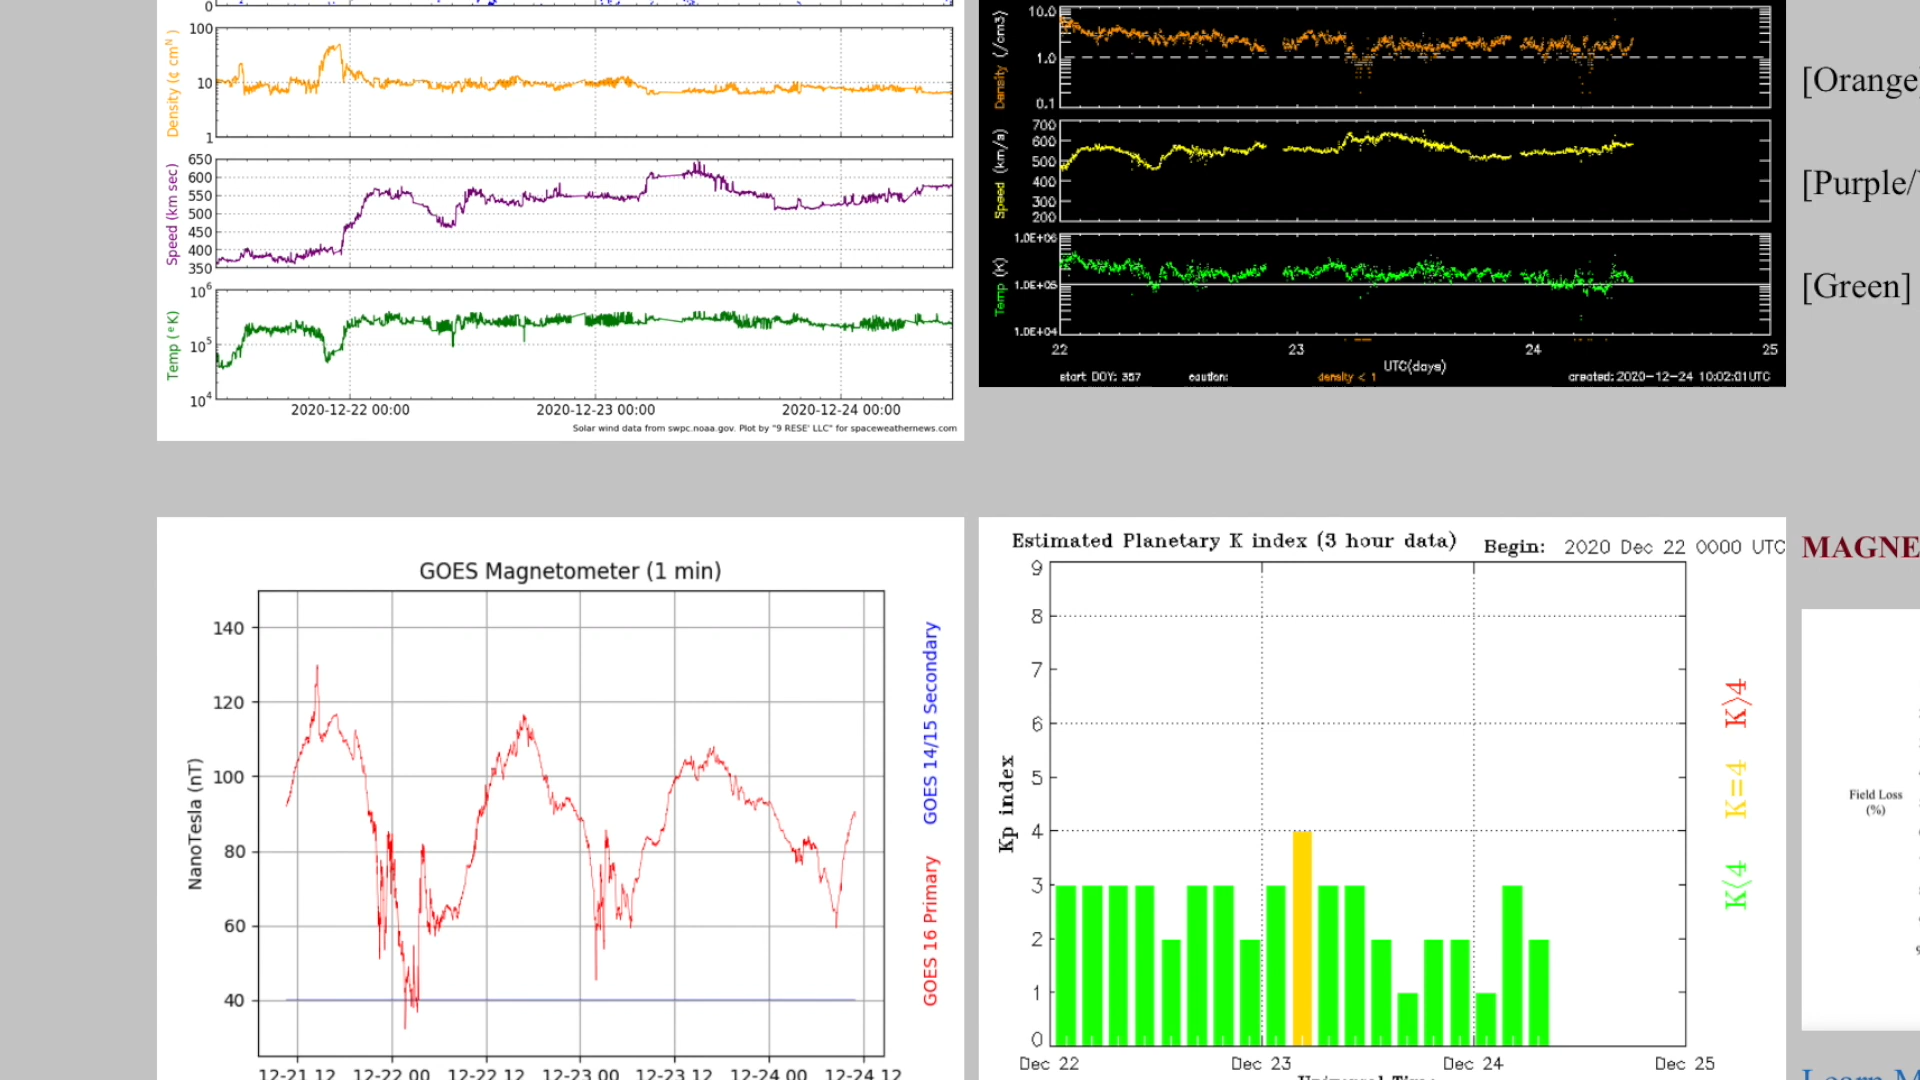 0
100
10
1
Density (¢ cmᴺ )
650
600
550
500
450
400
350
Speed (km sec)
10⁶
10⁵
10⁴
Temp (°K)
2020-12-22 00:00 2020-12-23 00:00 2020-12-24 00:00
Solar wind data from swpc.noaa.gov. Plot by "9 RESE' LLC" for spaceweathernews.com
10.0
1.0
0.1
Density (/cm3)
700
600
500
400
300
200
Speed (km/s)
1.0E+06
1.0E+05
1.0E+04
Temp (K)
22 23 24 25
UTC(days)
start DOY: 357 caution: density < 1 created: 2020-12-24 10:02:01UTC
[Orange
[Purple/
[Green]
GOES Magnetometer (1 min)
140
120
100
80
60
40
NanoTesla (nT)
GOES 14/15 Secondary
GOES 16 Primary
12-21 12 12-22 00 12-22 12 12-23 00 12-23 12 12-24 00 12-24 12
Estimated Planetary K index (3 hour data) Begin: 2020 Dec 22 0000 UTC
9
8
7
6
5
4
3
2
1
0
Kp index
K>4
K=4
K<4
Dec 22 Dec 23 Dec 24 Dec 25
Universal Time
MAGNE
Field Loss
(%)
Learn M